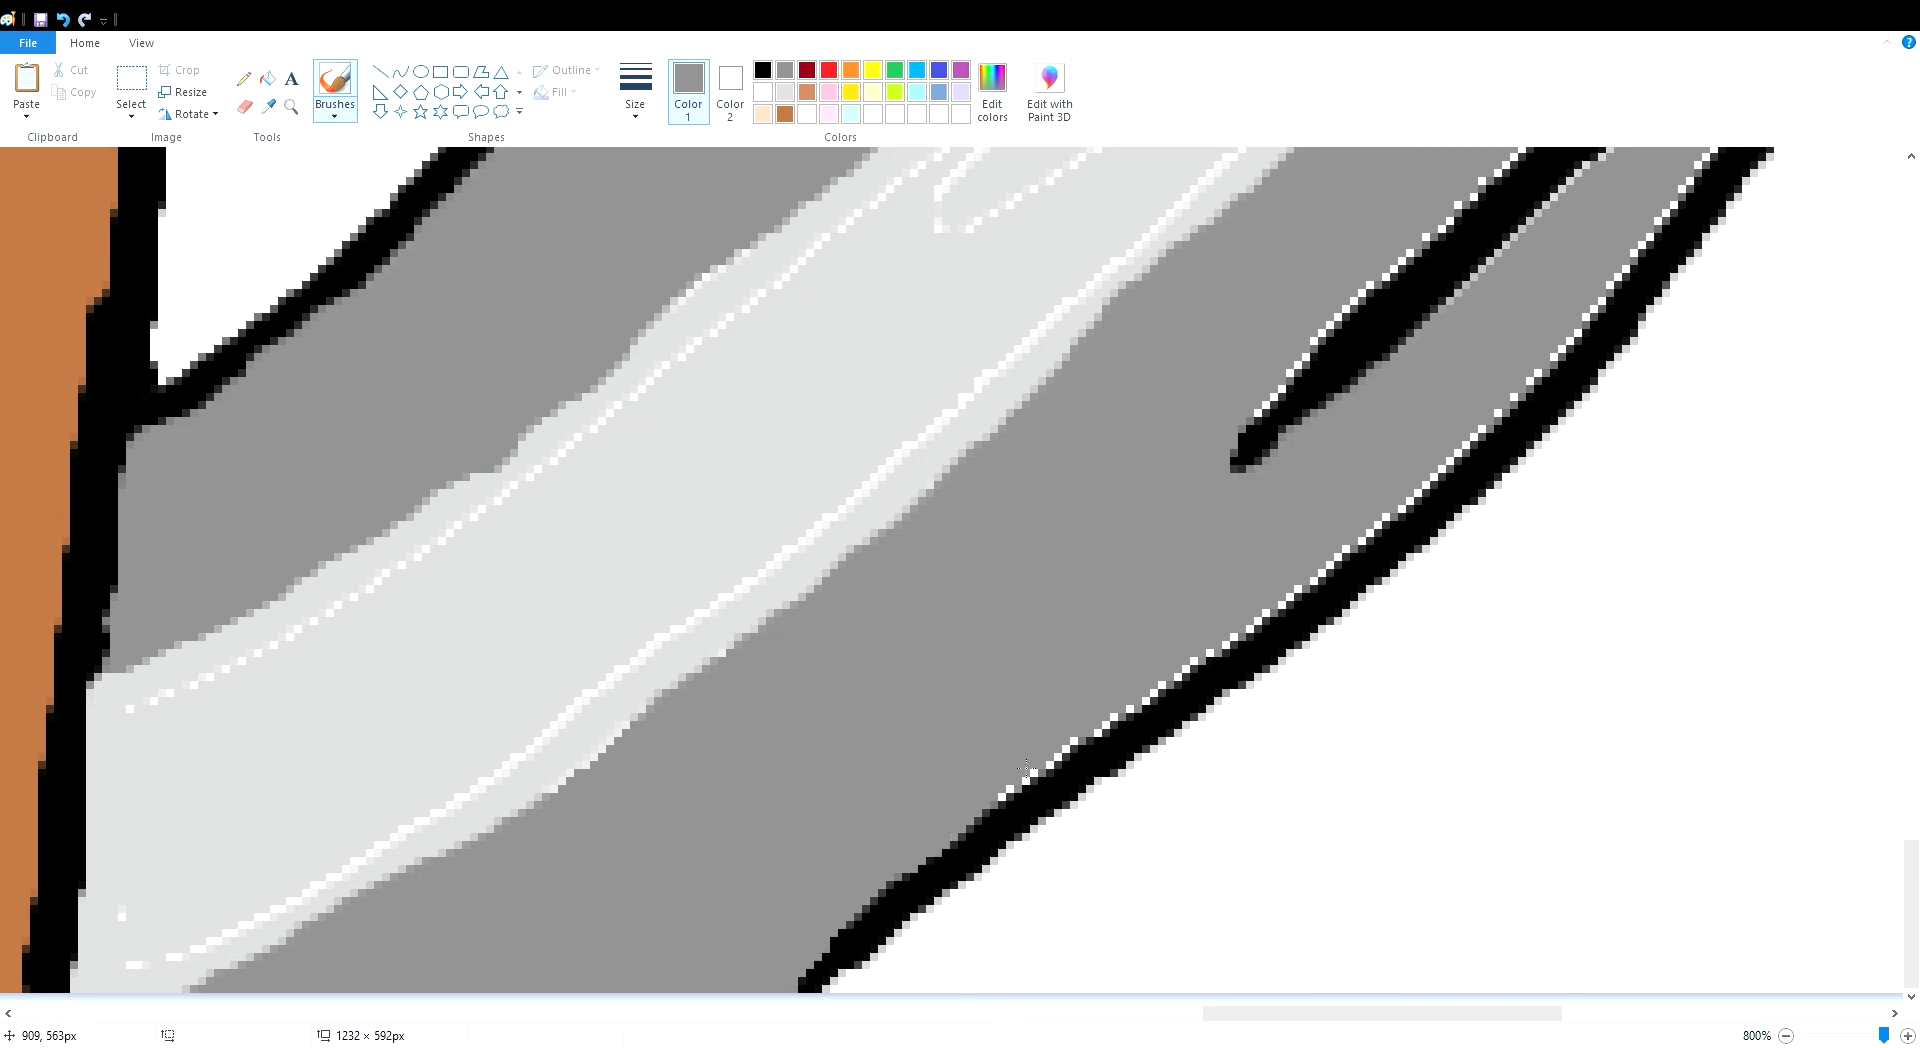 File Home View
Paste Cut Copy Clipboard
Select Crop Resize Rotate Image
A Tools
Brushes
Shapes Outline Fill
Size
Color 1 Color 2 Edit colors Colors
Edit with Paint 3D
909, 563px 1232 × 592px 800%